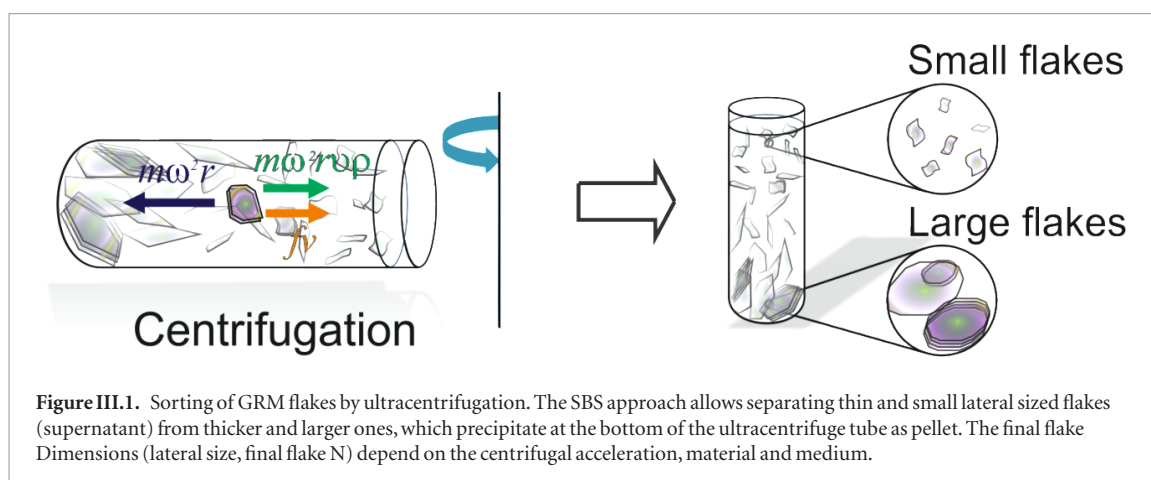 Small flakes
mω²r
mω²rυρ
fv
Large flakes
Centrifugation
Figure III.1. Sorting of GRM flakes by ultracentrifugation. The SBS approach allows separating thin and small lateral sized flakes
(supernatant) from thicker and larger ones, which precipitate at the bottom of the ultracentrifuge tube as pellet. The final flake
Dimensions (lateral size, final flake N) depend on the centrifugal acceleration, material and medium.